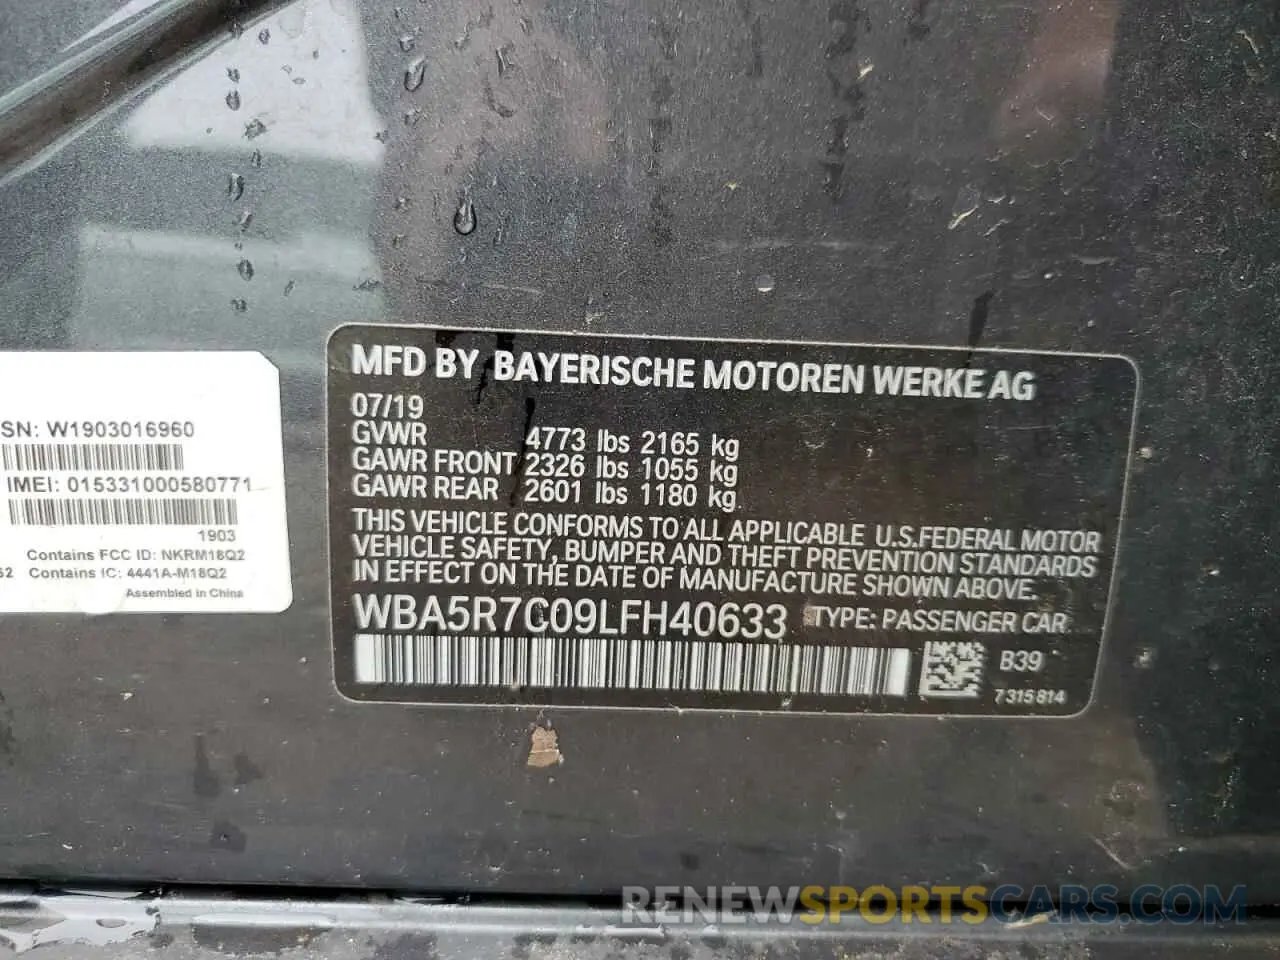 SN: W1903016960
IMEI: 015331000580771
1903
Contains FCC ID: NKRM18Q2
52 Contains IC: 4441A-M18Q2
Assembled in China
MFD BY BAYERISCHE MOTOREN WERKE AG
07/19
GVWR 4773 lbs 2165 kg
GAWR FRONT 2326 lbs 1055 kg
GAWR REAR 2601 lbs 1180 kg
THIS VEHICLE CONFORMS TO ALL APPLICABLE U.S.FEDERAL MOTOR
VEHICLE SAFETY, BUMPER AND THEFT PREVENTION STANDARDS
IN EFFECT ON THE DATE OF MANUFACTURE SHOWN ABOVE.
WBA5R7C09LFH40633 TYPE: PASSENGER CAR
B39
7 315 814
RENEWSPORTSCARS.COM